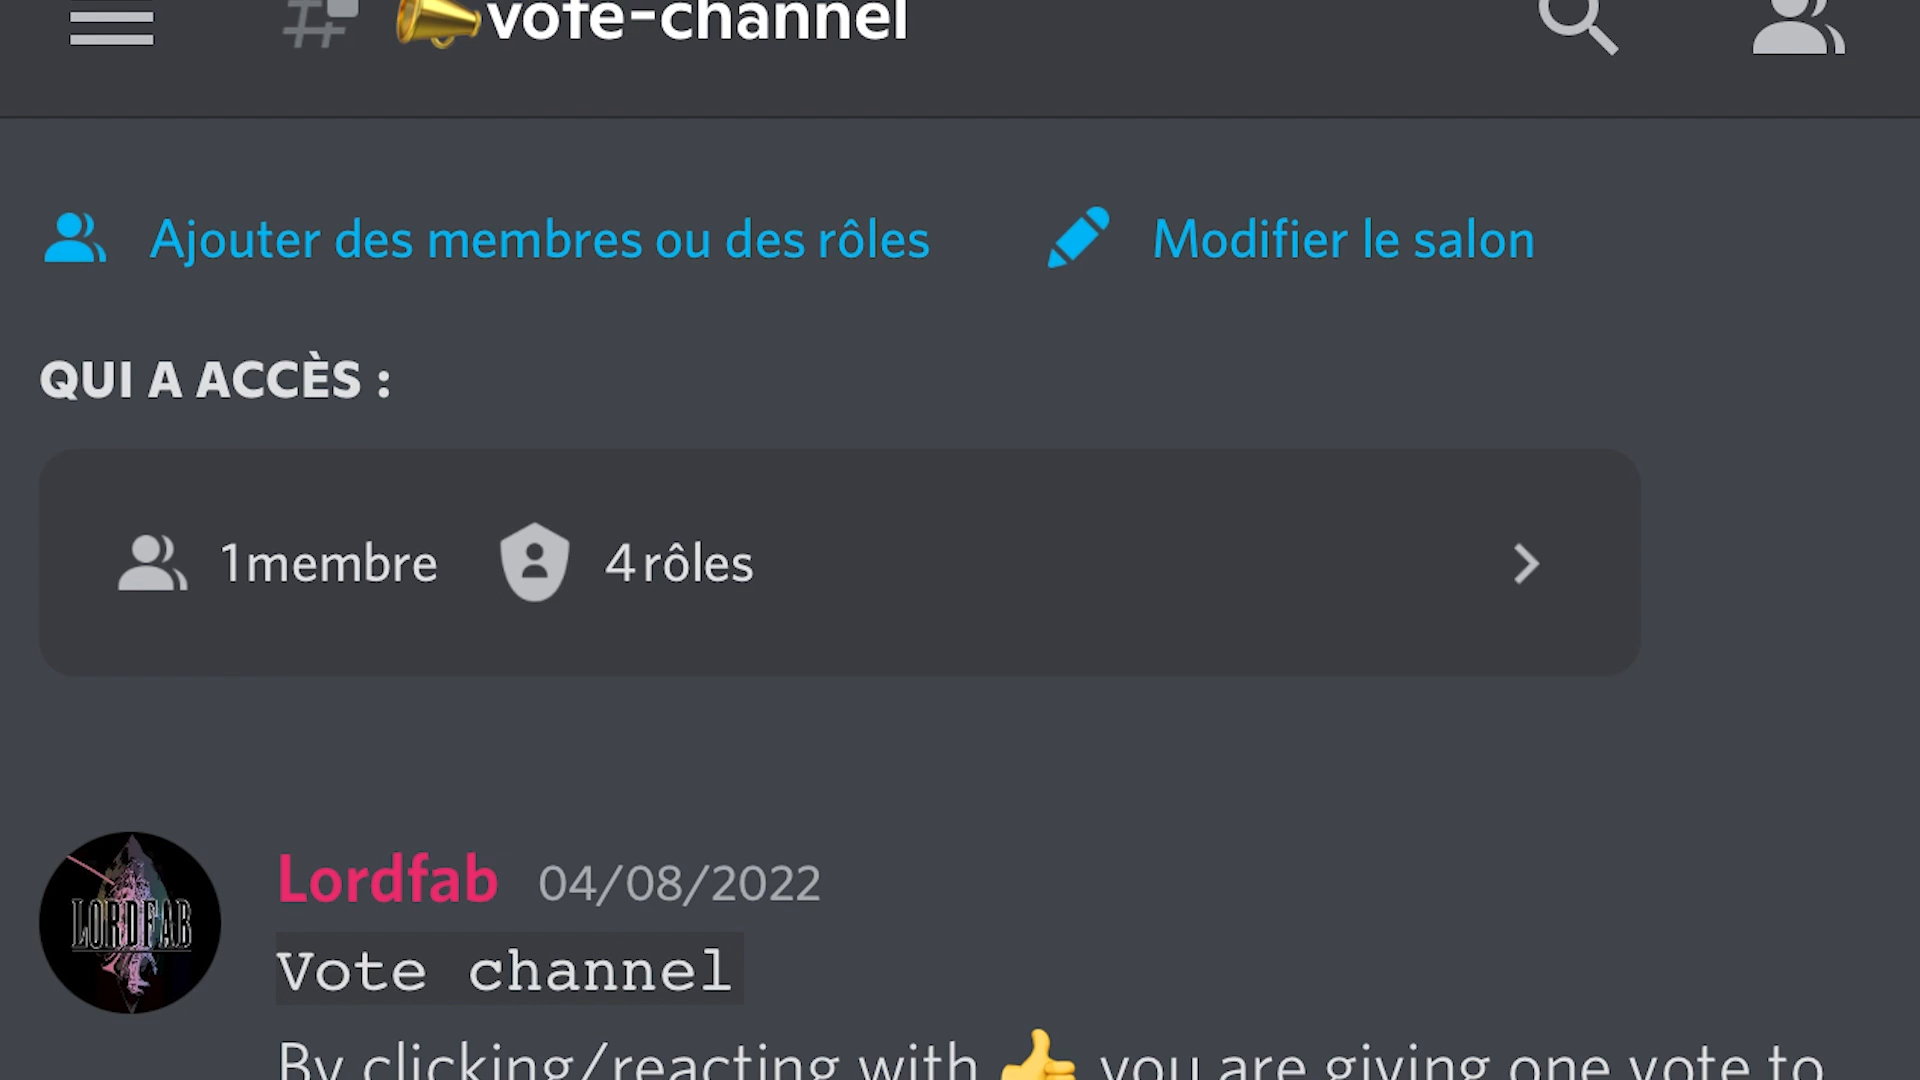 📣vote-channel
Ajouter des membres ou des rôles
Modifier le salon
QUI A ACCÈS :
1 membre
4 rôles
Lordfab 04/08/2022
LORDFAB
Vote channel
By clicking/reacting with 👍 you are giving one vote to